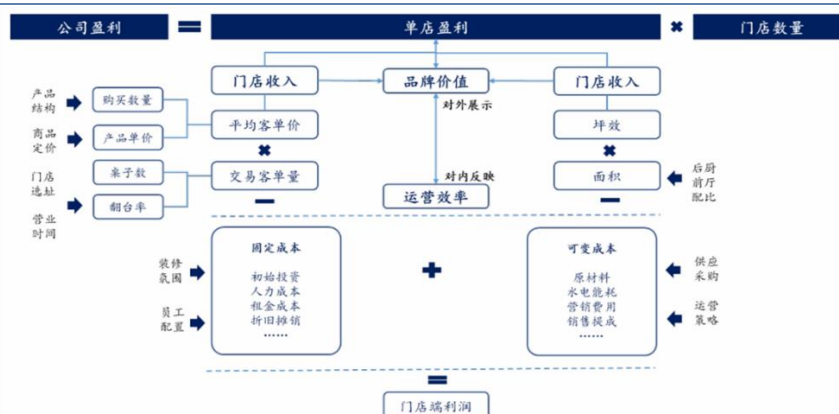 公司盈利
〓
单店盈利
×
门店数量
门店收入
品牌价值
门店收入
产品
结构
购买数量
对外展示
平均客单价
坪效
商品
定价
产品单价
×
×
门店
选址
桌子数
交易客单量
对内反映
面积
后厨
前厅
配比
营业
时间
翻台率
运营效率
固定成本
可变成本
装修
氛围
初始投资
人力成本
租金成本
折旧摊销
……
+
原材料
水电能耗
营销费用
销售提成
……
供应
采购
员工
配置
运营
策略
=
门店端利润